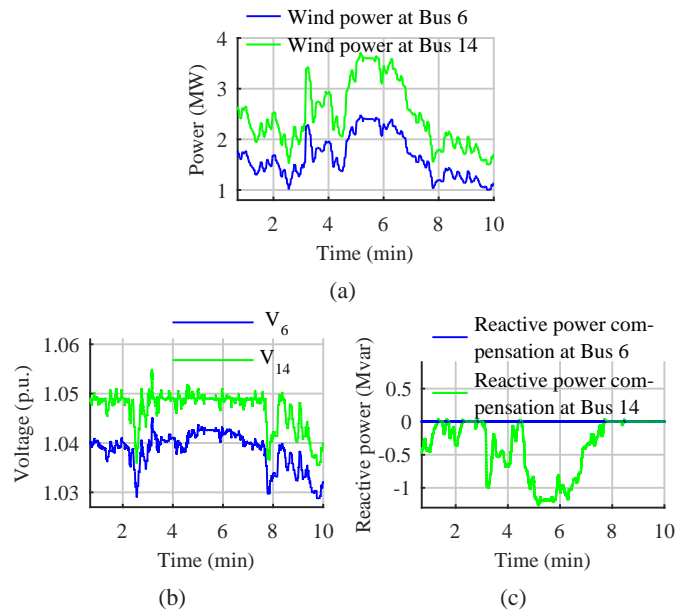 Wind power at Bus 6
Wind power at Bus 14
4
3
2
1
Power (MW)
2 4 6 8 10
Time (min)
(a)
V6
V14
1.06
1.05
1.04
1.03
Voltage (p.u.)
2 4 6 8 10
Time (min)
(b)
Reactive power com-
pensation at Bus 6
Reactive power com-
pensation at Bus 14
0.5
0
-0.5
-1
Reactive power (Mvar)
2 4 6 8 10
Time (min)
(c)